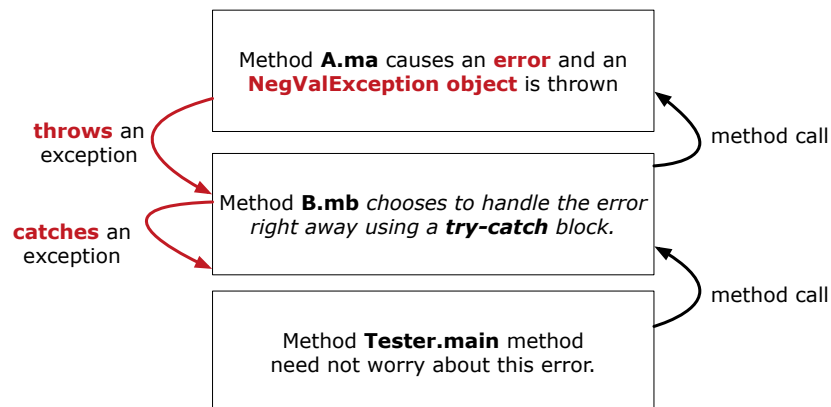 Method A.ma causes an error and an
NegValException object is thrown
throws an
exception
method call
Method B.mb chooses to handle the error
right away using a try-catch block.
catches an
exception
method call
Method Tester.main method
need not worry about this error.